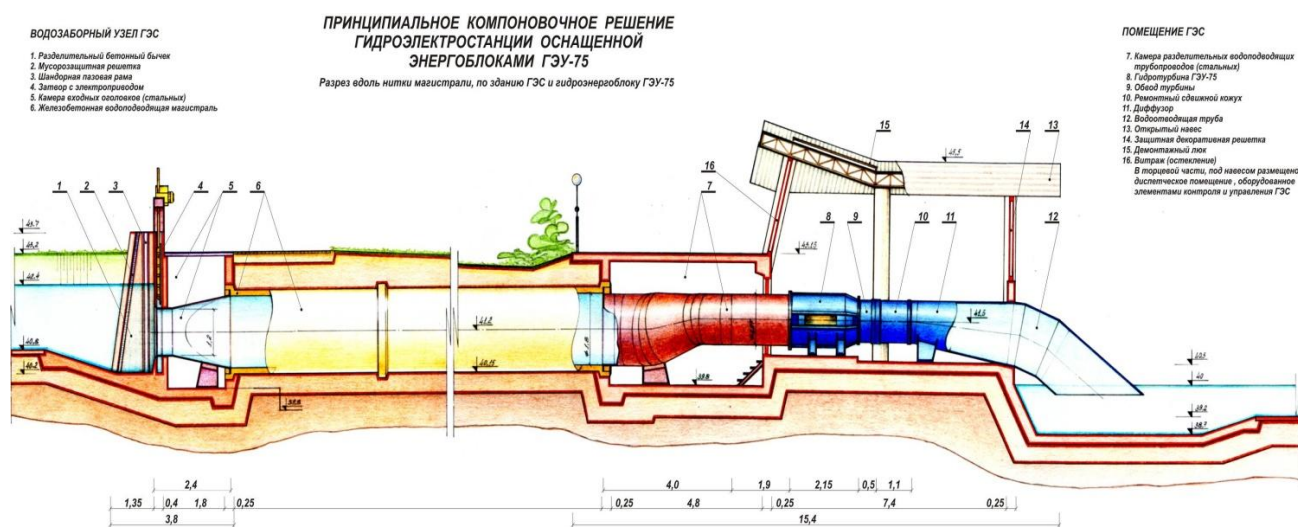 ПРИНЦИПИАЛЬНОЕ КОМПОНОВОЧНОЕ РЕШЕНИЕ
ГИДРОЭЛЕКТРОСТАНЦИИ ОСНАЩЕННОЙ
ЭНЕРГОБЛОКАМИ ГЭУ-75
Разрез вдоль нитки магистрали, по зданию ГЭС и гидроэнергоблоку ГЭУ-75
ВОДОЗАБОРНЫЙ УЗЕЛ ГЭС
1. Разделительный бетонный бычек
2. Мусорозащитная решетка
3. Шандорная пазовая рама
4. Затвор с электроприводом
5. Камера входных оголовков (стальных)
6. Железобетонная водоподводящая магистраль
ПОМЕЩЕНИЕ ГЭС
7. Камера разделительных водоподводящих
трубопроводов (стальных)
8. Гидротурбина ГЭУ-75
9. Обвод турбины
10. Ремонтный сдвижной кожух
11. Диффузор
12. Водоотводящая труба
13. Открытый навес
14. Защитная декоративная решетка
15. Демонтажный люк
16. Витраж (остекление)
В торцевой части, под навесом размещено
диспетческое помещение , оборудованное
элементами контроля и управления ГЭС
1 2 3 4 5 6 7 16 15 14 13
8 9 10 11 12
41.2
40.15
40
2,4 4,0 1,9 2,15 0,5 1,1
1,35 0,4 1,8 0,25 0,25 4,8 0,25 7,4 0,25
3,8 15,4